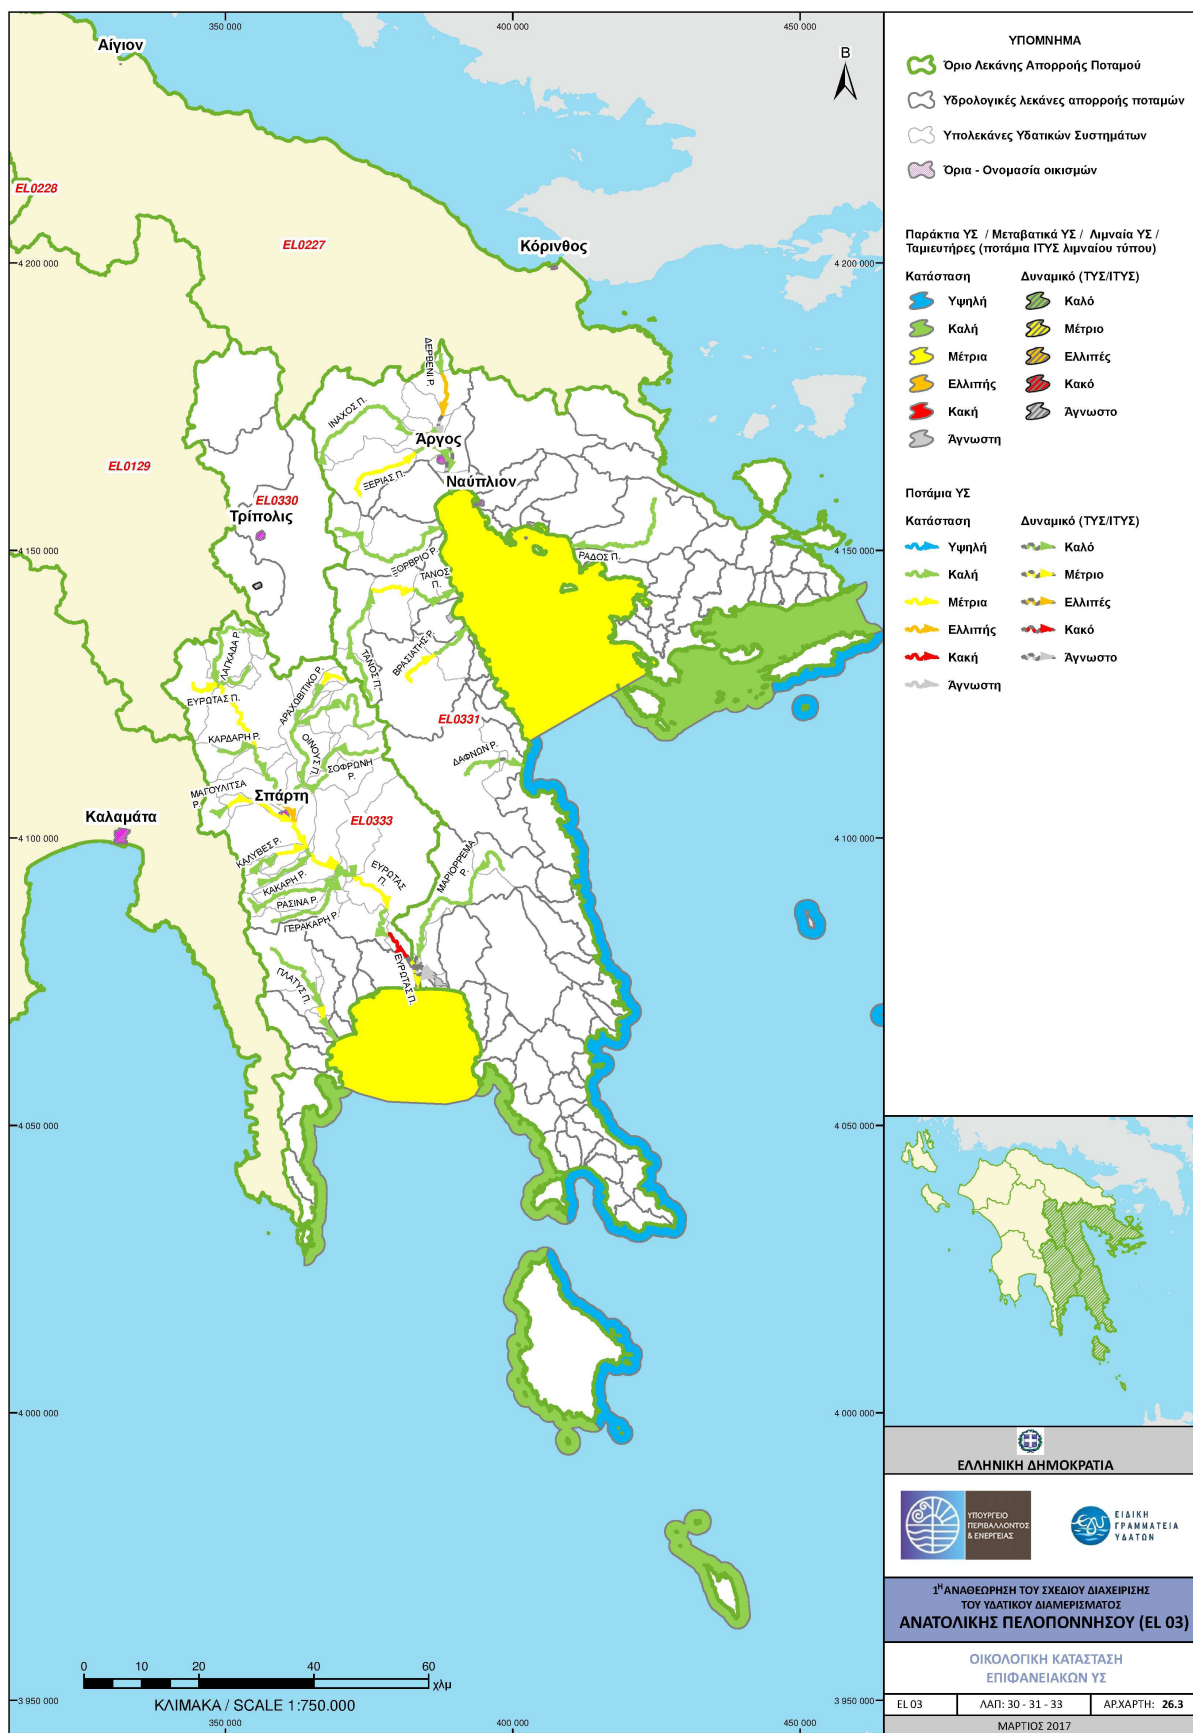 350 000
400 000
450 000
Αίγιον
Β
EL0228
EL0227
Κόρινθος
4 200 000
4 200 000
ΔΕΡΒΕΝΙ Ρ.
ΙΝΑΧΟΣ Π.
Άργος
EL0129
ΞΕΡΙΑΣ Π.
Ναύπλιον
EL0330
Τρίπολις
4 150 000
4 150 000
ΞΟΡΒΡΙΟ Ρ.
ΡΑΔΟΣ Π.
ΤΑΝΟΣ
Π.
ΛΑΓΚΑΔΑ Ρ.
ΒΡΑΣΙΑΤΗΣ Ρ.
ΤΑΝΟΣ Π.
ΑΡΑΧΩΒΙΤΙΚΟ Ρ.
ΕΥΡΩΤΑΣ Π.
EL0331
ΚΑΡΔΑΡΗ Ρ.
ΟΙΝΟΥΣ Π.
ΔΑΦΝΩΝ Ρ.
ΣΟΦΡΩΝΗ
Ρ.
ΜΑΓΟΥΛΙΤΣΑ
Ρ.
Σπάρτη
Καλαμάτα
EL0333
4 100 000
4 100 000
ΚΑΛΥΒΕΣ Ρ.
ΜΑΡΙΟΡΡΕΜΑ
Ρ.
ΕΥΡΩΤΑΣ
Π.
ΚΑΚΑΡΗ Ρ.
ΡΑΣΙΝΑ Ρ.
ΓΕΡΑΚΑΡΗ Ρ.
ΕΥΡΩΤΑΣ Π.
ΠΛΑΤΥΣ Π.
4 050 000
4 050 000
4 000 000
4 000 000
0 10 20 40 60
χλμ
ΚΛΙΜΑΚΑ / SCALE 1:750.000
3 950 000
3 950 000
350 000
400 000
450 000
ΥΠΟΜΝΗΜΑ
Όριο Λεκάνης Απορροής Ποταμού
Υδρολογικές λεκάνες απορροής ποταμών
Υπολεκάνες Υδατικών Συστημάτων
Όρια - Ονομασία οικισμών
Παράκτια ΥΣ / Μεταβατικά ΥΣ / Λιμναία ΥΣ /
Ταμιευτήρες (ποτάμια ΙΤΥΣ λιμναίου τύπου)
Κατάσταση Δυναμικό (ΤΥΣ/ΙΤΥΣ)
Υψηλή Καλό
Καλή Μέτριο
Μέτρια Ελλιπές
Ελλιπής Κακό
Κακή Άγνωστο
Άγνωστη
Ποτάμια ΥΣ
Κατάσταση Δυναμικό (ΤΥΣ/ΙΤΥΣ)
Υψηλή Καλό
Καλή Μέτριο
Μέτρια Ελλιπές
Ελλιπής Κακό
Κακή Άγνωστο
Άγνωστη
ΕΛΛΗΝΙΚΗ ΔΗΜΟΚΡΑΤΙΑ
ΥΠΟΥΡΓΕΙΟ
ΠΕΡΙΒΑΛΛΟΝΤΟΣ
& ΕΝΕΡΓΕΙΑΣ
ΕΙΔΙΚΗ
ΓΡΑΜΜΑΤΕΙΑ
ΥΔΑΤΩΝ
1Η ΑΝΑΘΕΩΡΗΣΗ ΤΟΥ ΣΧΕΔΙΟΥ ΔΙΑΧΕΙΡΙΣΗΣ
ΤΟΥ ΥΔΑΤΙΚΟΥ ΔΙΑΜΕΡΙΣΜΑΤΟΣ
ΑΝΑΤΟΛΙΚΗΣ ΠΕΛΟΠΟΝΝΗΣΟΥ (EL 03)
ΟΙΚΟΛΟΓΙΚΗ ΚΑΤΑΣΤΑΣΗ
ΕΠΙΦΑΝΕΙΑΚΩΝ ΥΣ
EL 03 ΛΑΠ: 30 - 31 - 33 ΑΡ.ΧΑΡΤΗ: 26.3
ΜΑΡΤΙΟΣ 2017